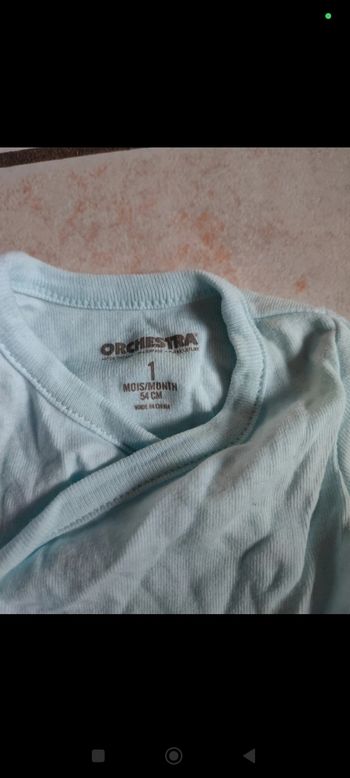 ORCHESTRA
1
MOIS/MONTH
54 CM
MADE IN CHINA